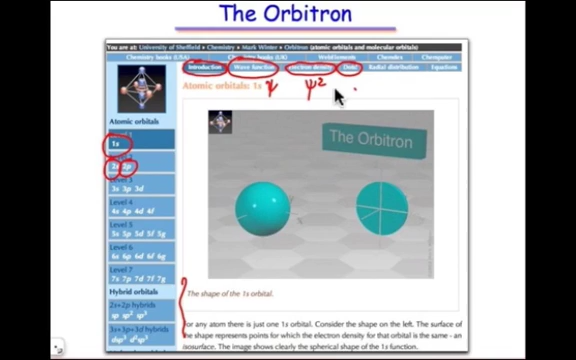 The Orbitron
You are at: University of Sheffield » Chemistry » Mark Winter » Orbitron (atomic orbitals and molecular orbitals)
Chemistry books (USA) Chemistry books (UK) WebElements Chemdex Chemputer
Introduction Wave function Electron density Dots! Radial distribution Equations
Atomic orbitals: 1s ψ ψ²
The Orbitron
Atomic orbitals
1s
Level 2
2s 2p
Level 3
3s 3p 3d
Level 4
4s 4p 4d 4f
Level 5
5s 5p 5d 5f 5g
Level 6
6s 6p 6d 6f 6g
Level 7
7s 7p 7d 7f 7g
Hybrid orbitals
2s+2p hybrids
sp sp² sp³
3s+3p+3d hybrids
dsp³ d²sp³
The shape of the 1s orbital.
For any atom there is just one 1s orbital. Consider the shape on the left. The surface of
the shape represents points for which the electron density for that orbital is the same - an
isosurface. The image shows clearly the spherical shape of the 1s function.